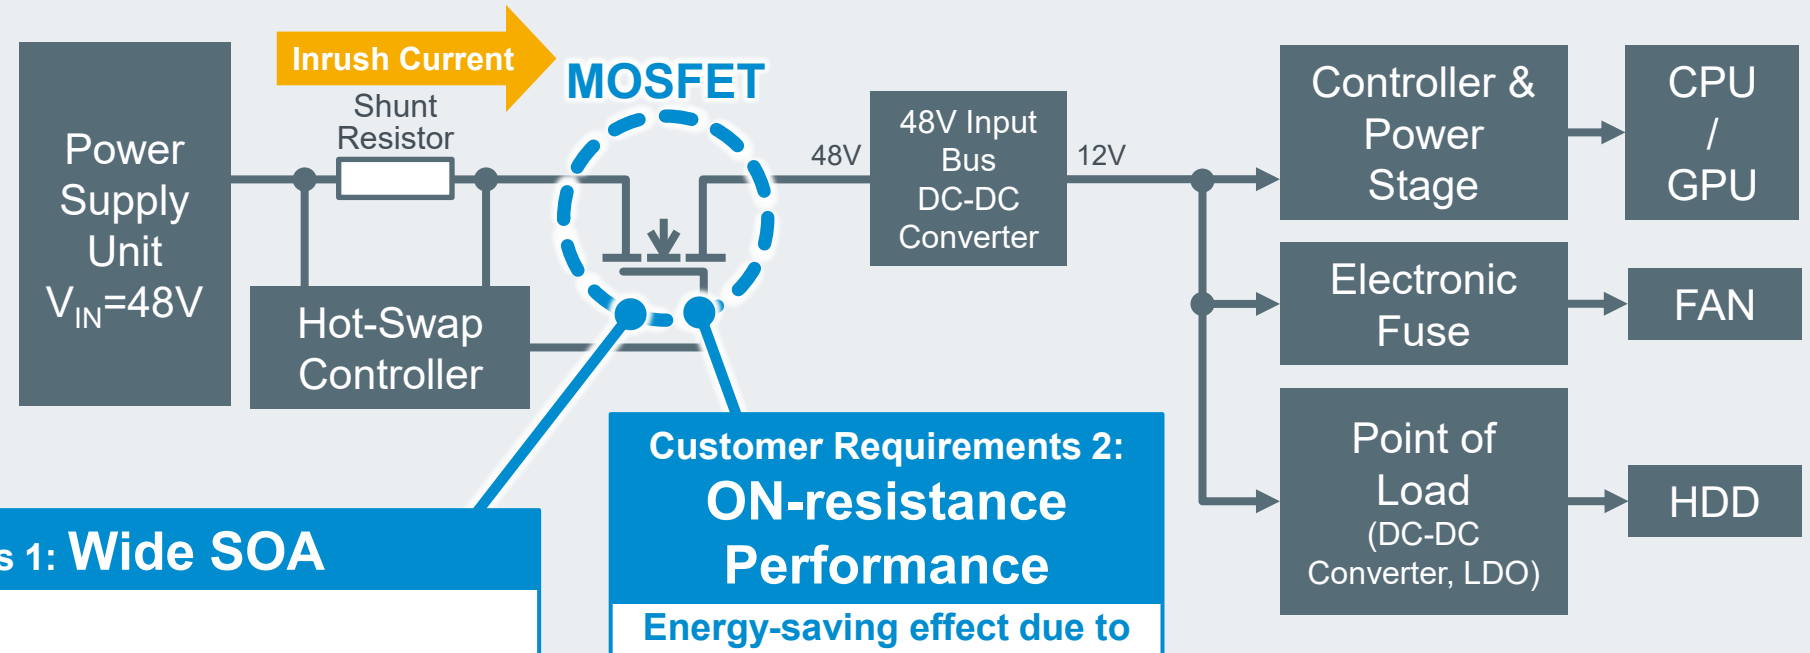 Inrush Current
MOSFET
Shunt
Resistor
Power
Supply
Unit
VIN=48V
Hot-Swap
Controller
48V
48V Input
Bus
DC-DC
Converter
12V
Controller &
Power
Stage
CPU
/
GPU
Electronic
Fuse
FAN
Point of
Load
(DC-DC
Converter, LDO)
HDD
s 1: Wide SOA
Customer Requirements 2:
ON-resistance
Performance
Energy-saving effect due to